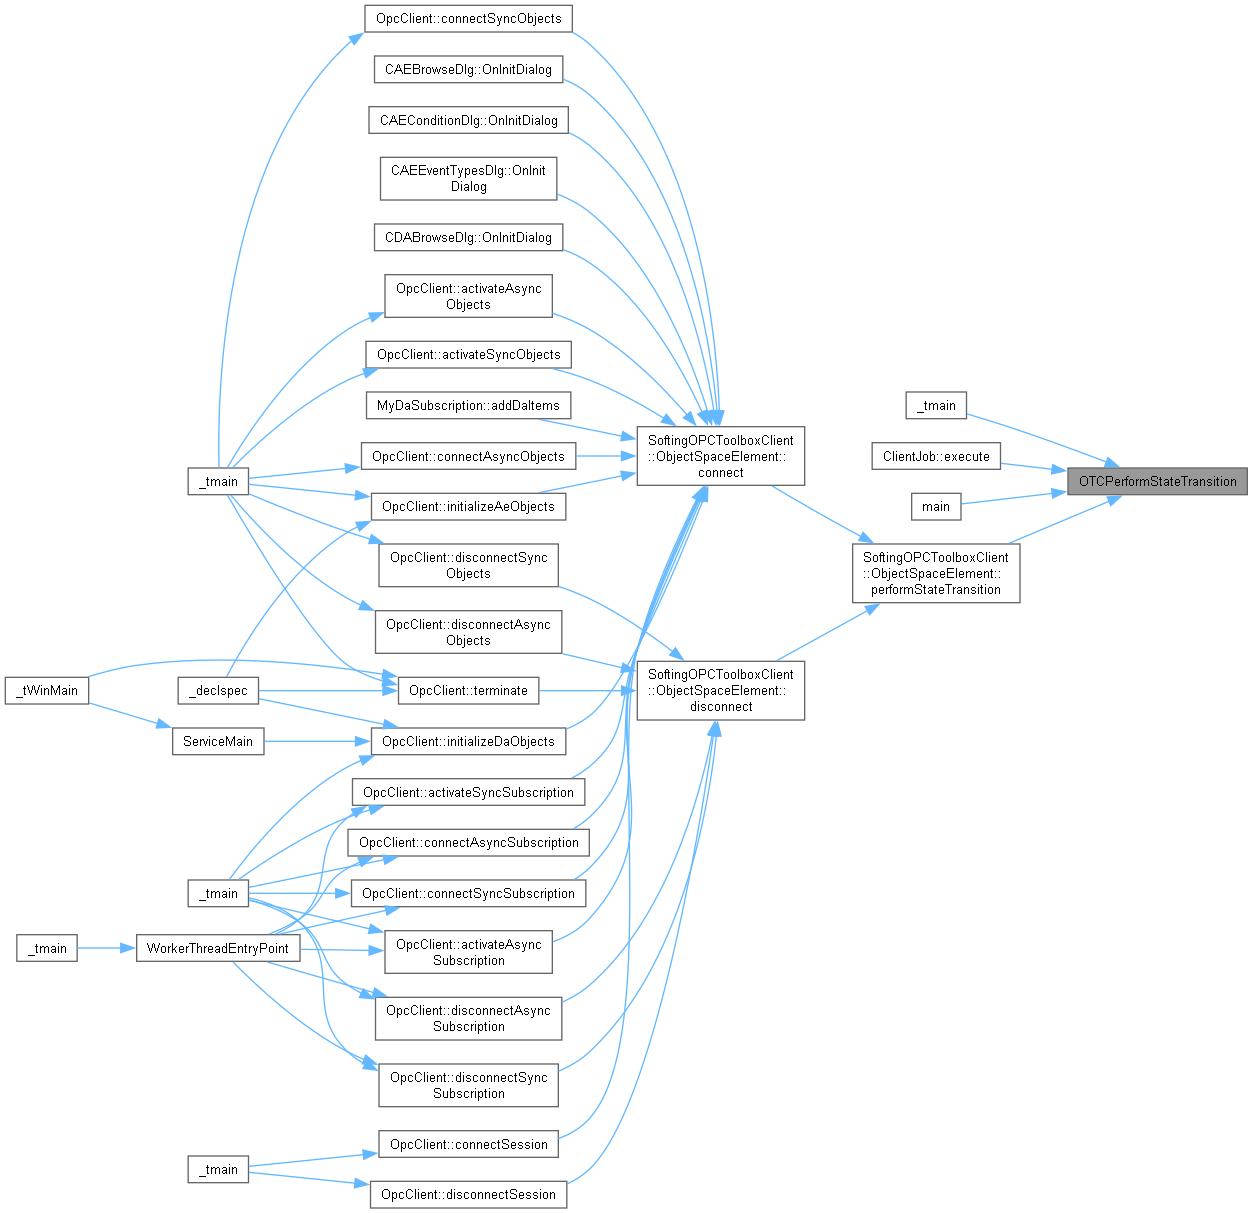 OpcClient::connectSyncObjects
CAEBrowseDlg::OnInitDialog
CAEConditionDlg::OnInitDialog
CAEEventTypesDlg::OnInit
Dialog
CDABrowseDlg::OnInitDialog
OpcClient::activateAsync
Objects
OpcClient::activateSyncObjects
MyDaSubscription::addDaItems
OpcClient::connectAsyncObjects
OpcClient::initializeAeObjects
OpcClient::disconnectSync
Objects
OpcClient::disconnectAsync
Objects
OpcClient::terminate
OpcClient::initializeDaObjects
OpcClient::activateSyncSubscription
OpcClient::connectAsyncSubscription
OpcClient::connectSyncSubscription
OpcClient::activateAsync
Subscription
OpcClient::disconnectAsync
Subscription
OpcClient::disconnectSync
Subscription
OpcClient::connectSession
OpcClient::disconnectSession
_tmain
_declspec
_tWinMain
ServiceMain
_tmain
WorkerThreadEntryPoint
_tmain
_tmain
SoftingOPCToolboxClient
::ObjectSpaceElement::
connect
SoftingOPCToolboxClient
::ObjectSpaceElement::
disconnect
_tmain
ClientJob::execute
main
SoftingOPCToolboxClient
::ObjectSpaceElement::
performStateTransition
OTCPerformStateTransition